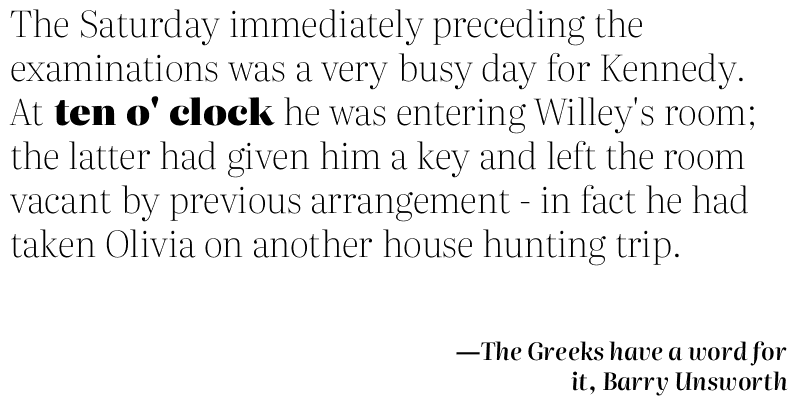 The Saturday immediately preceding the
examinations was a very busy day for Kennedy.
At ten o' clock he was entering Willey's room;
the latter had given him a key and left the room
vacant by previous arrangement - in fact he had
taken Olivia on another house hunting trip.
—The Greeks have a word for
it, Barry Unsworth